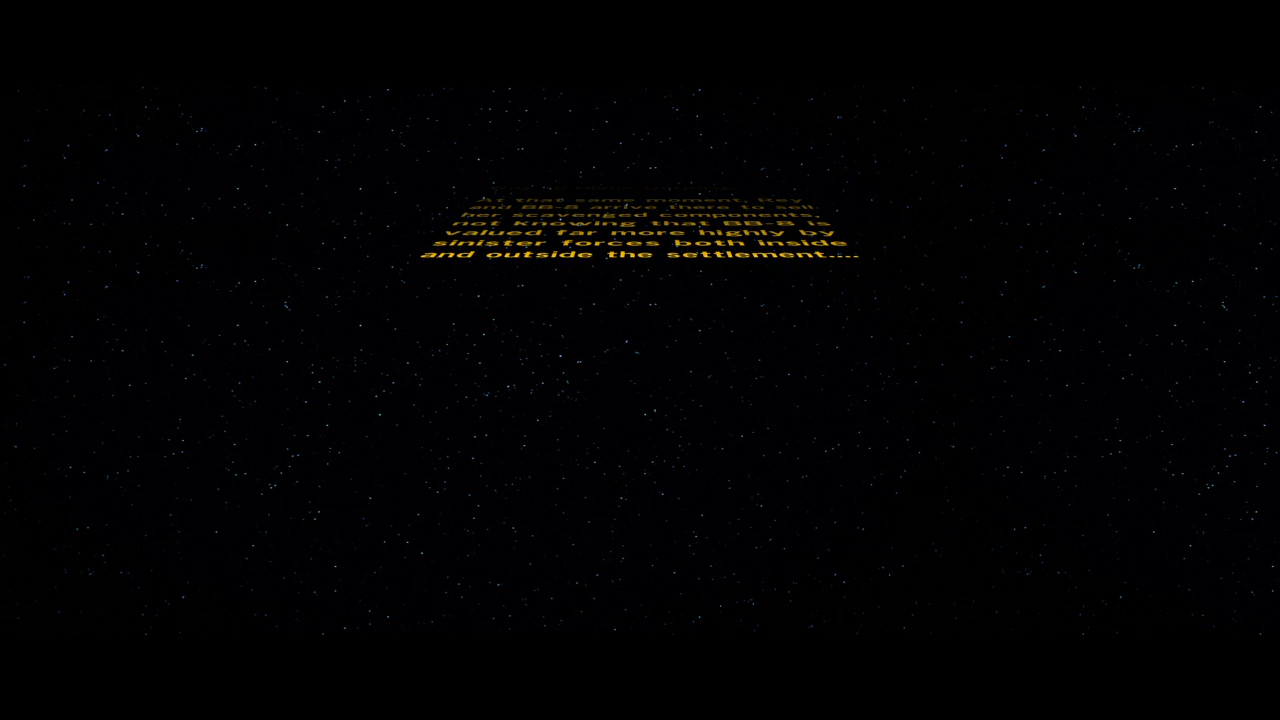 At that same moment, Rey
and BB-8 arrive there to sell
her scavenged components,
not knowing that BB-8 is
valued far more highly by
sinister forces both inside
and outside the settlement....